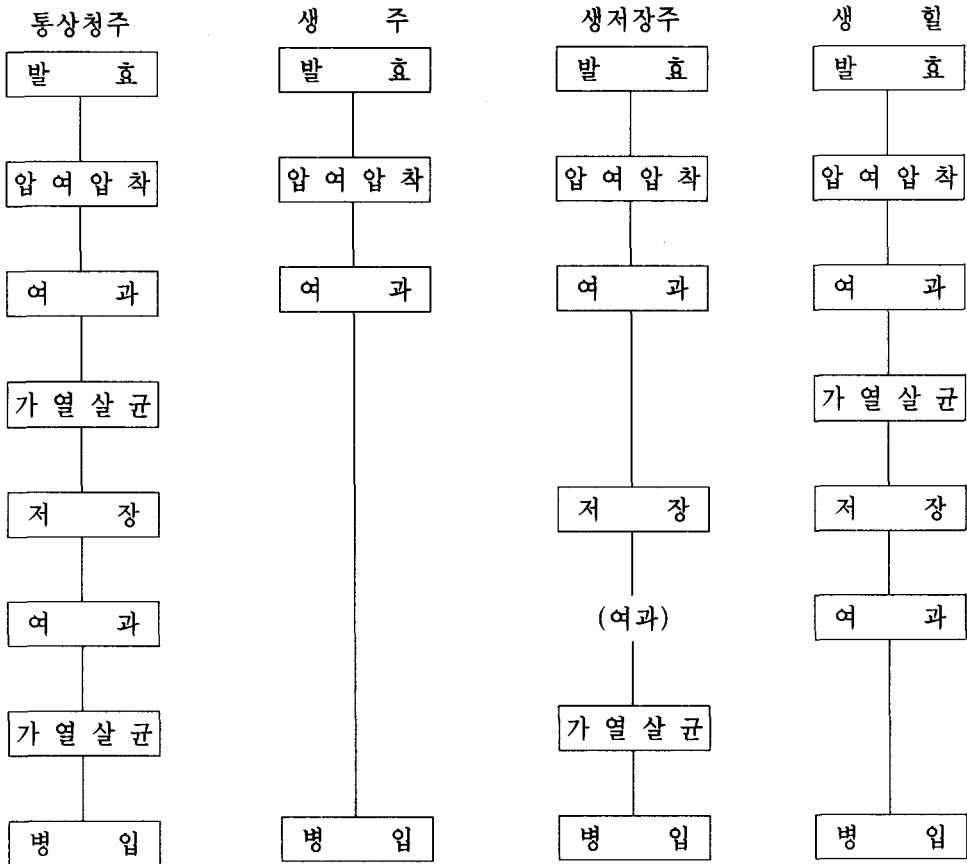 통상청주
발 효
압 여 압 착
여 과
가 열 살 균
저 장
여 과
가 열 살 균
병 입
생 주
발 효
압 여 압 착
여 과
병 입
생저장주
발 효
압 여 압 착
여 과
저 장
(여과)
가 열 살 균
병 입
생 힐
발 효
압 여 압 착
여 과
가 열 살 균
저 장
여 과
병 입